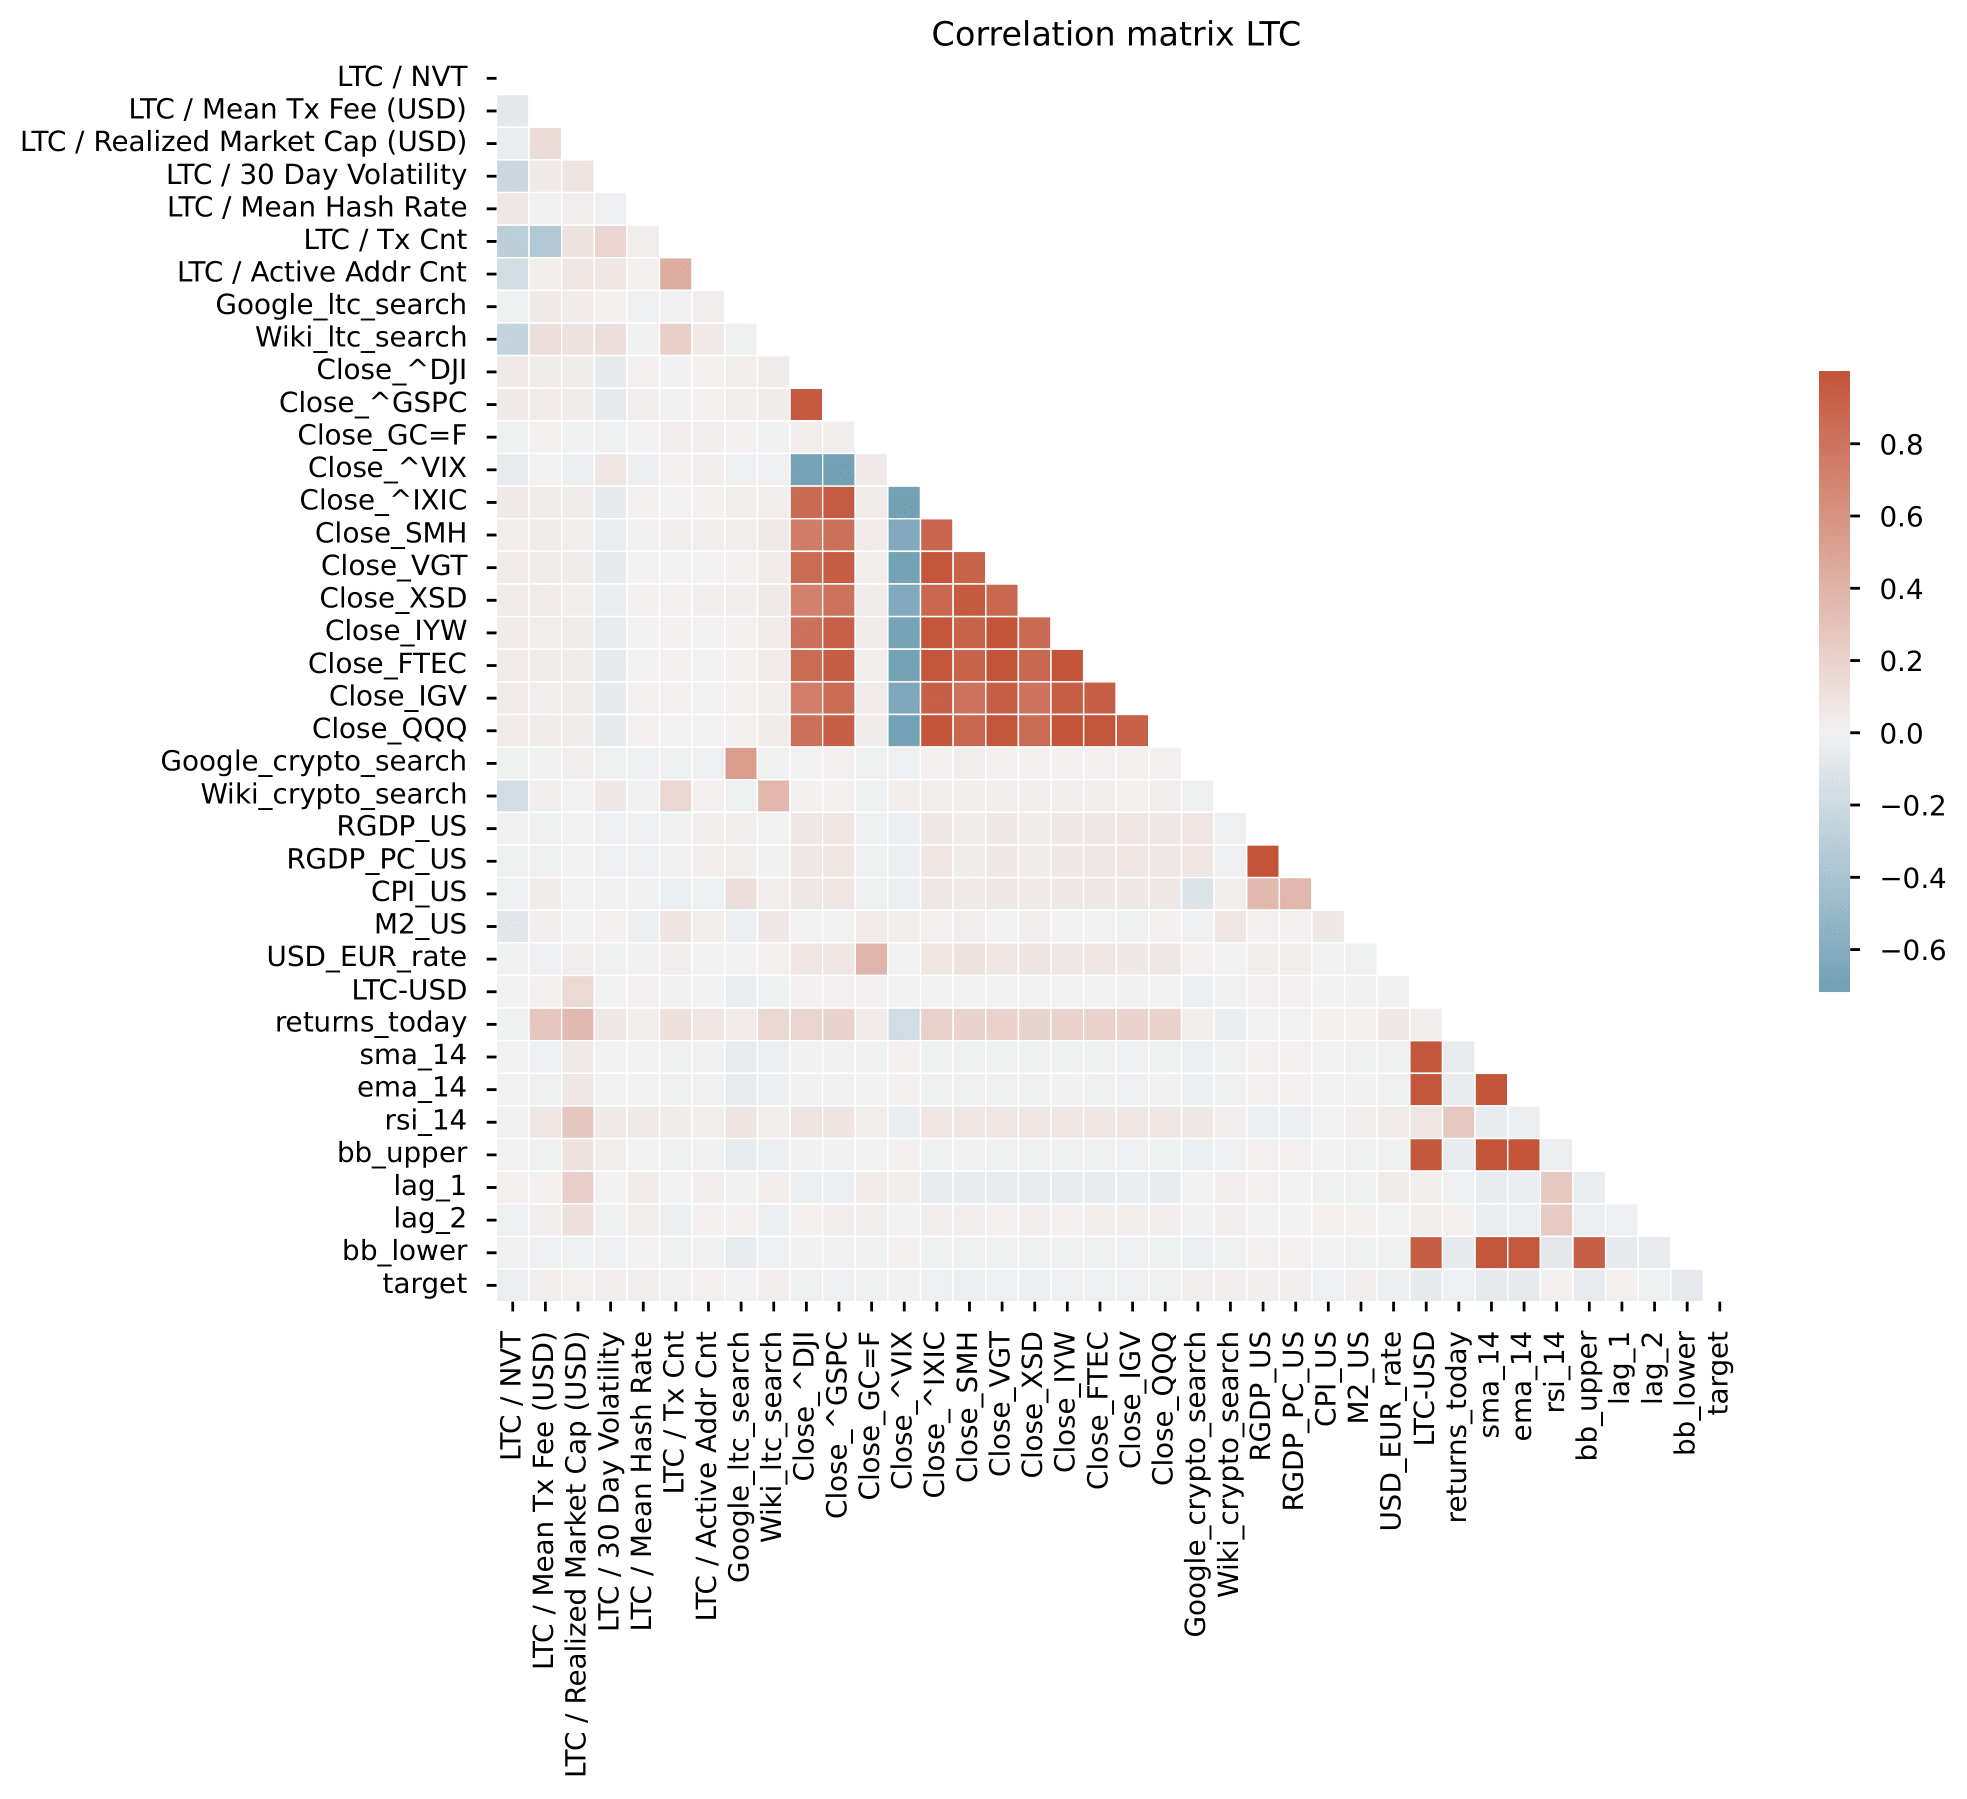 Correlation matrix LTC
LTC / NVT
LTC / Mean Tx Fee (USD)
LTC / Realized Market Cap (USD)
LTC / 30 Day Volatility
LTC / Mean Hash Rate
LTC / Tx Cnt
LTC / Active Addr Cnt
Google_ltc_search
Wiki_ltc_search
Close_^DJI
Close_^GSPC
Close_GC=F
Close_^VIX
Close_^IXIC
Close_SMH
Close_VGT
Close_XSD
Close_IYW
Close_FTEC
Close_IGV
Close_QQQ
Google_crypto_search
Wiki_crypto_search
RGDP_US
RGDP_PC_US
CPI_US
M2_US
USD_EUR_rate
LTC-USD
returns_today
sma_14
ema_14
rsi_14
bb_upper
lag_1
lag_2
bb_lower
target
LTC / NVT
LTC / Mean Tx Fee (USD)
LTC / Realized Market Cap (USD)
LTC / 30 Day Volatility
LTC / Mean Hash Rate
LTC / Tx Cnt
LTC / Active Addr Cnt
Google_ltc_search
Wiki_ltc_search
Close_^DJI
Close_^GSPC
Close_GC=F
Close_^VIX
Close_^IXIC
Close_SMH
Close_VGT
Close_XSD
Close_IYW
Close_FTEC
Close_IGV
Close_QQQ
Google_crypto_search
Wiki_crypto_search
RGDP_US
RGDP_PC_US
CPI_US
M2_US
USD_EUR_rate
LTC-USD
returns_today
sma_14
ema_14
rsi_14
bb_upper
lag_1
lag_2
bb_lower
target
0.8
0.6
0.4
0.2
0.0
−0.2
−0.4
−0.6